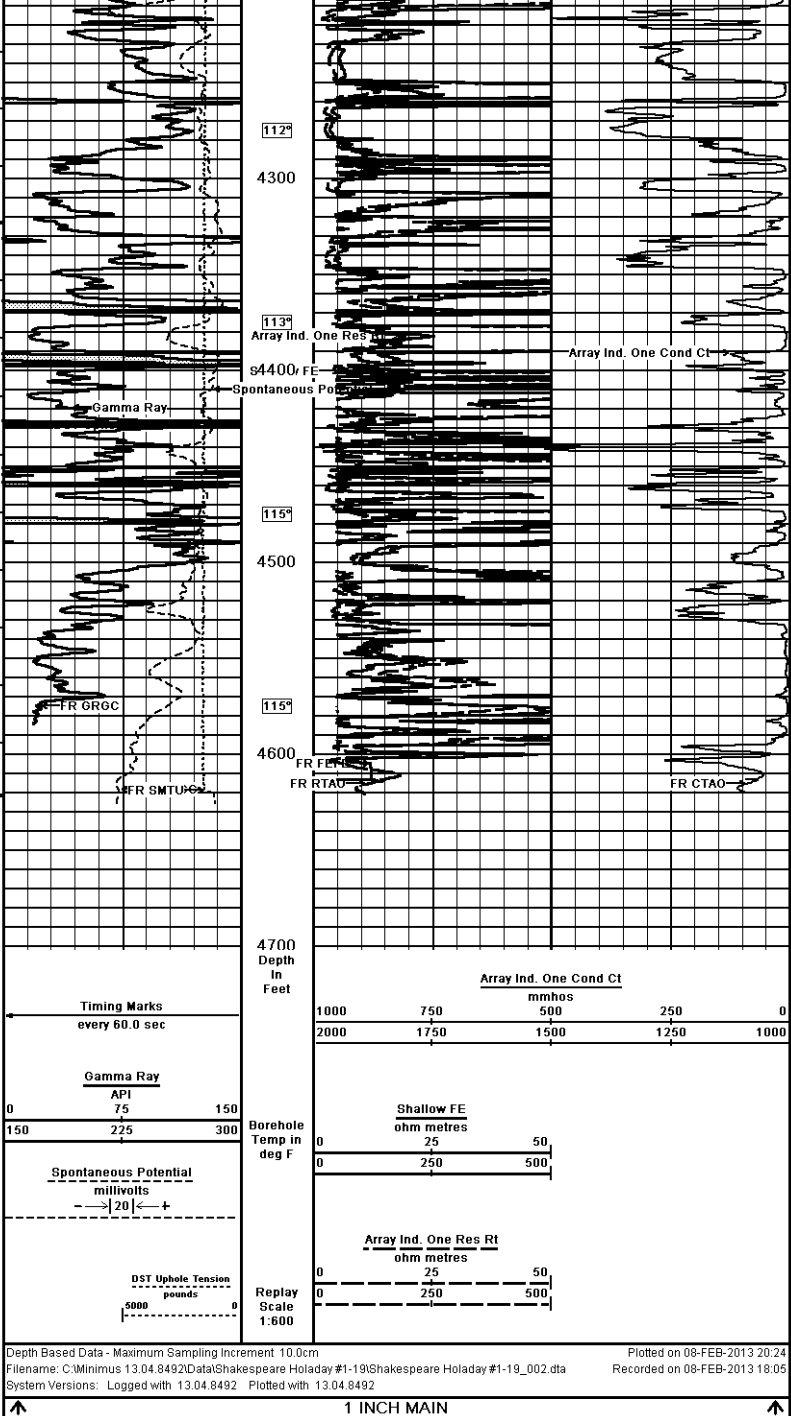 112°
4300
113°
Array Ind. One Res
Array Ind. One Cond Ct
4400
FE
Spontaneous
Gamma Ray
115°
4500
FR GRGC
115°
4600
FR FEFE
FR RTAO
FR SMTU
FR CTAO
4700
Depth
In
Feet
Array Ind. One Cond Ct
mmhos
1000 750 500 250 0
2000 1750 1500 1250 1000
Timing Marks
every 60.0 sec
Gamma Ray
API
0 75 150
150 225 300
Borehole
Temp in
deg F
Shallow FE
ohm metres
0 25 50
0 250 500
Spontaneous Potential
millivolts
- 20 +
Array Ind. One Res Rt
ohm metres
0 25 50
0 250 500
DST Uphole Tension
pounds
5000 0
Replay
Scale
1:600
Depth Based Data - Maximum Sampling Increment 10.0cm Plotted on 08-FEB-2013 20:24
Filename: C:\Minimus 13.04.8492\Data\Shakespeare Holaday #1-19\Shakespeare Holaday #1-19_002.dta Recorded on 08-FEB-2013 18:05
System Versions: Logged with 13.04.8492 Plotted with 13.04.8492
1 INCH MAIN